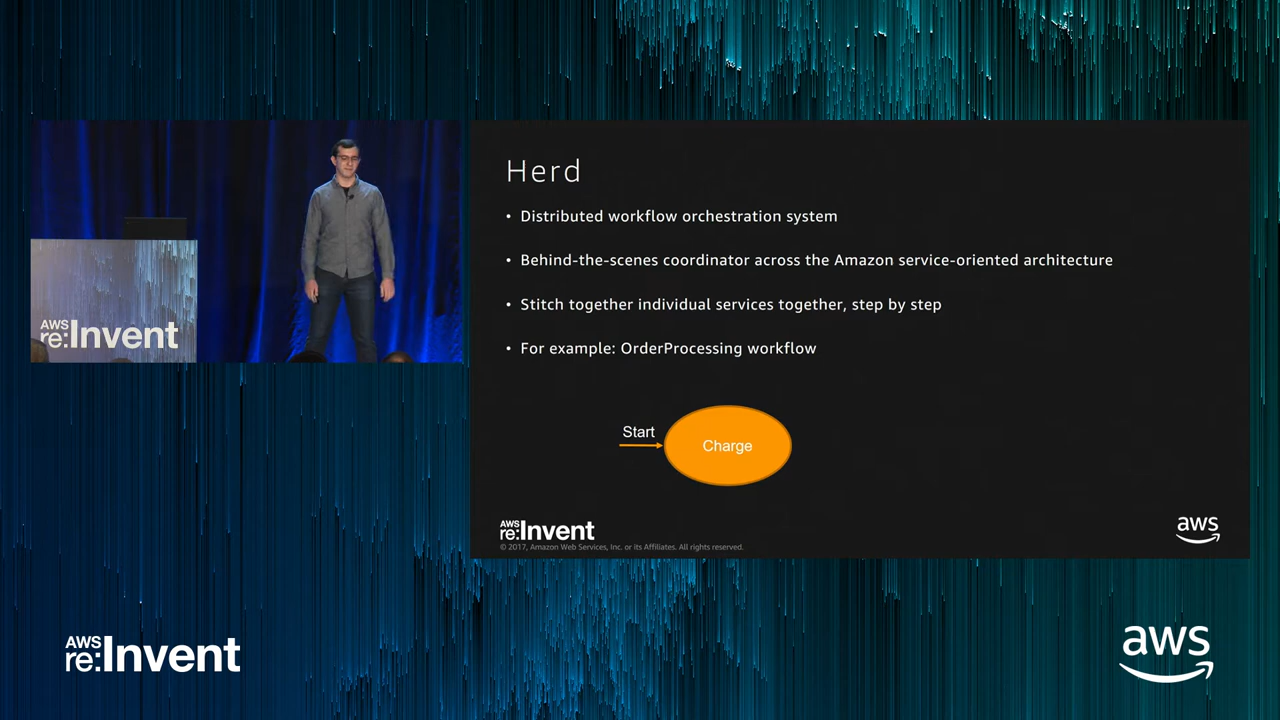 AWS
re:Invent
Herd
• Distributed workflow orchestration system
• Behind-the-scenes coordinator across the Amazon service-oriented architecture
• Stitch together individual services together, step by step
• For example: OrderProcessing workflow
Start
Charge
AWS
re:Invent
© 2017, Amazon Web Services, Inc. or its Affiliates. All rights reserved.
aws
AWS
re:Invent
aws